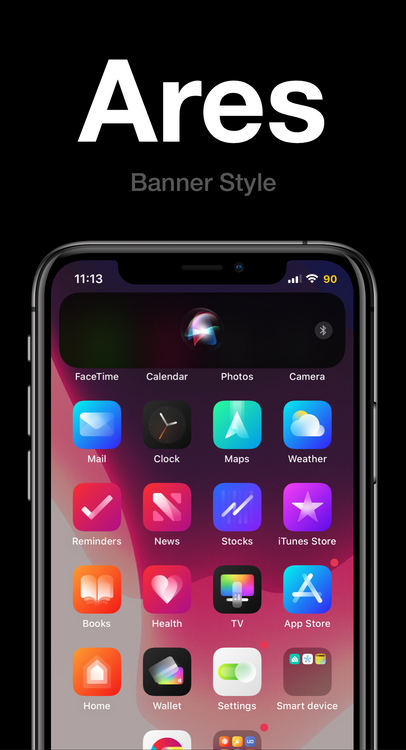 Ares
Banner Style
11:13 90
FaceTime Calendar Photos Camera
Mail Clock Maps Weather
Reminders News Stocks iTunes Store
Books Health TV App Store
Home Wallet Settings Smart device